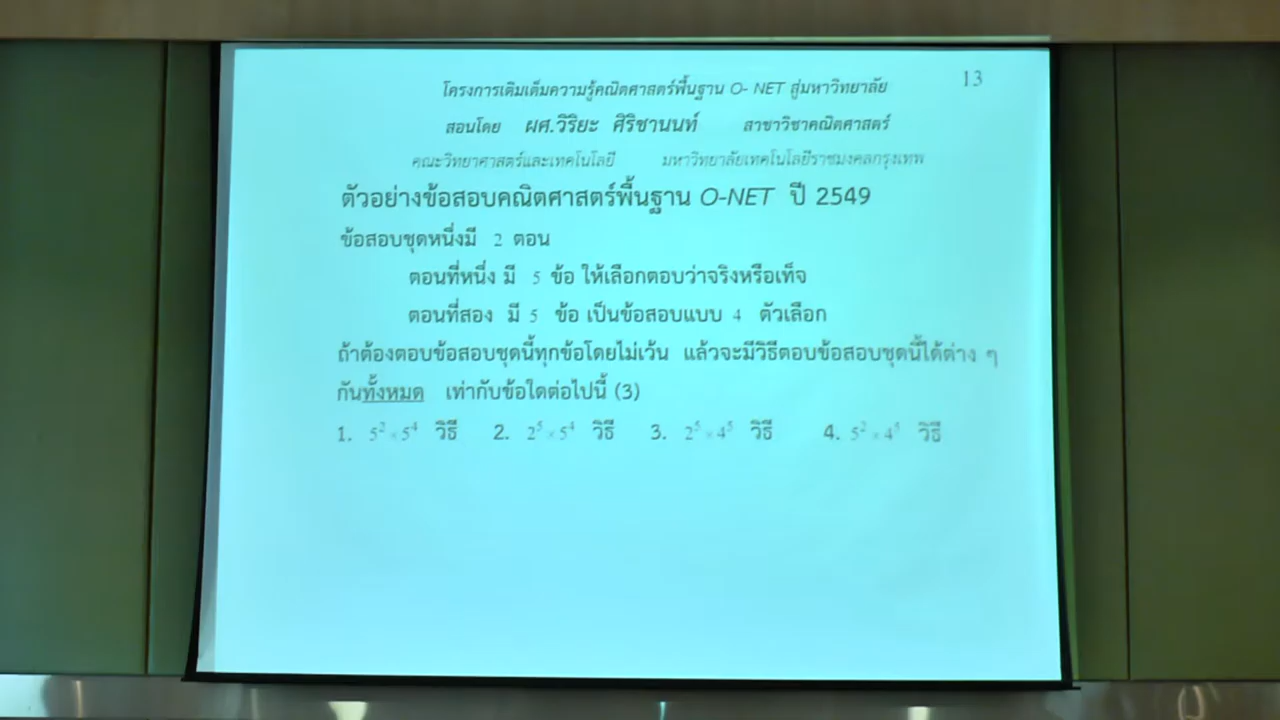 13
โครงการเติมเต็มความรู้คณิตศาสตร์พื้นฐาน O- NET สู่มหาวิทยาลัย
สอนโดย ผศ.วิริยะ ศิริชานนท์ สาขาวิชาคณิตศาสตร์
คณะวิทยาศาสตร์และเทคโนโลยี มหาวิทยาลัยเทคโนโลยีราชมงคลกรุงเทพ
ตัวอย่างข้อสอบคณิตศาสตร์พื้นฐาน O-NET ปี 2549
ข้อสอบชุดหนึ่งมี 2 ตอน
ตอนที่หนึ่ง มี 5 ข้อ ให้เลือกตอบว่าจริงหรือเท็จ
ตอนที่สอง มี 5 ข้อ เป็นข้อสอบแบบ 4 ตัวเลือก
ถ้าต้องตอบข้อสอบชุดนี้ทุกข้อโดยไม่เว้น แล้วจะมีวิธีตอบข้อสอบชุดนี้ได้ต่าง ๆ
กันทั้งหมด เท่ากับข้อใดต่อไปนี้ (3)
1. 5² × 5⁴ วิธี 2. 2⁵ × 5⁴ วิธี 3. 2⁵ × 4⁵ วิธี 4. 5² × 4⁵ วิธี